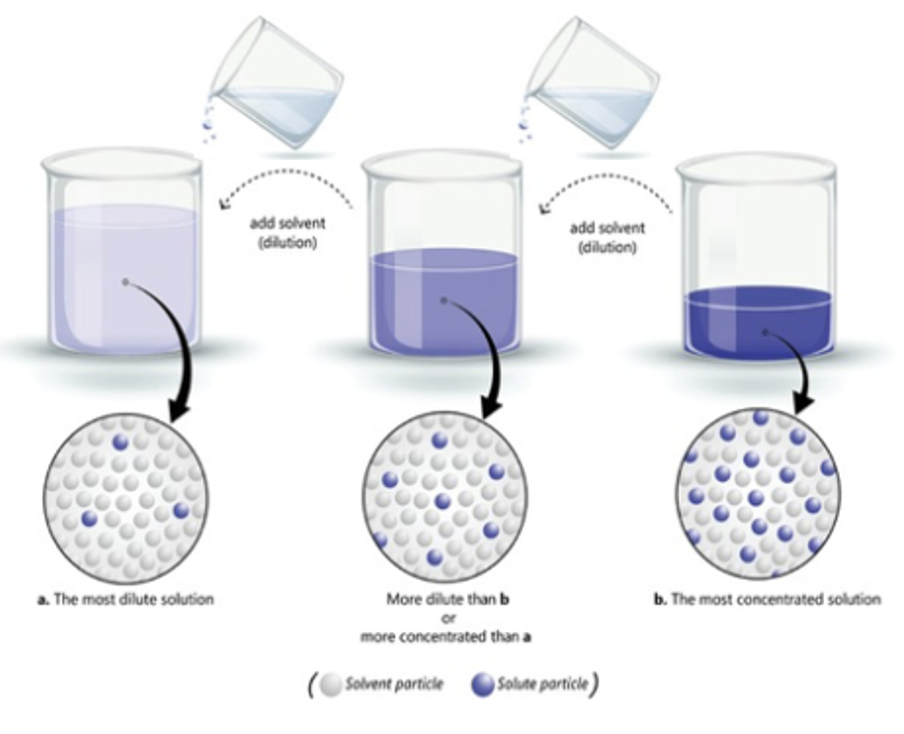 add solvent
(dilution)
add solvent
(dilution)
a. The most dilute solution
More dilute than b
or
more concentrated than a
b. The most concentrated solution
( Solvent particle Solute particle )